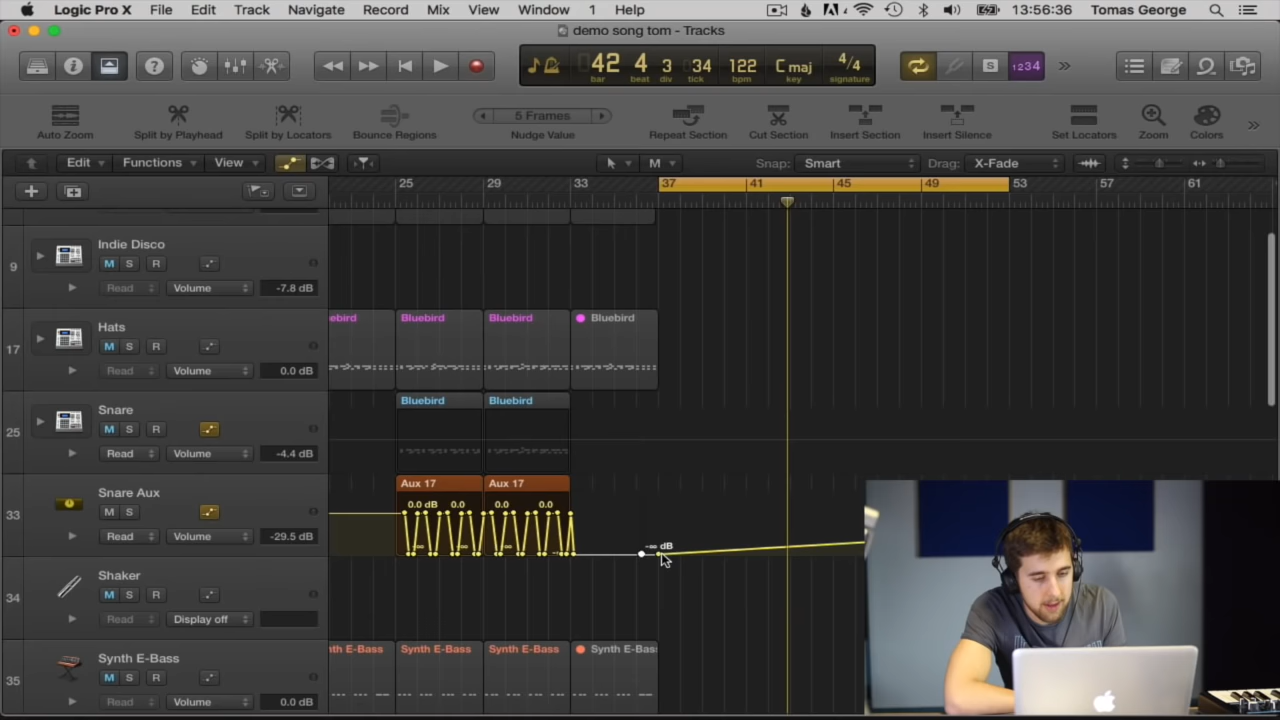 Logic Pro X File Edit Track Navigate Record Mix View Window 1 Help 13:56:36 Tomas George
demo song tom - Tracks
42 4 3 34 122 C maj 4/4
bar beat div tick bpm key signature
S 1234
5 Frames
Auto Zoom Split by Playhead Split by Locators Bounce Regions Nudge Value Repeat Section Cut Section Insert Section Insert Silence Set Locators Zoom Colors
Edit Functions View M Snap: Smart Drag: X-Fade
25 29 33 37 41 45 49 53 57 61
Indie Disco
9 M S R
Read Volume -7.8 dB
Hats ebird Bluebird Bluebird Bluebird
17 M S R
Read Volume 0.0 dB
Snare Bluebird Bluebird
25 M S R
Read Volume -4.4 dB
Aux 17 Aux 17
Snare Aux
0.0 dB 0.0 0.0 0.0
33 M S
Read Volume -29.5 dB
-∞ dB
Shaker
34 M S R
Read Display off
Synth E-Bass nth E-Bass Synth E-Bass Synth E-Bass Synth E-Bas
35 M S R
Read Volume 0.0 dB